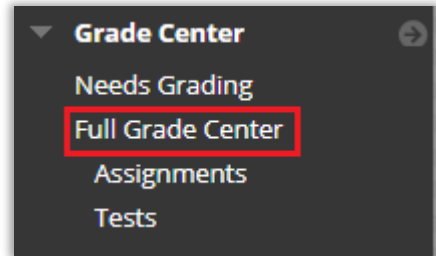 Grade Center
Needs Grading
Full Grade Center
Assignments
Tests